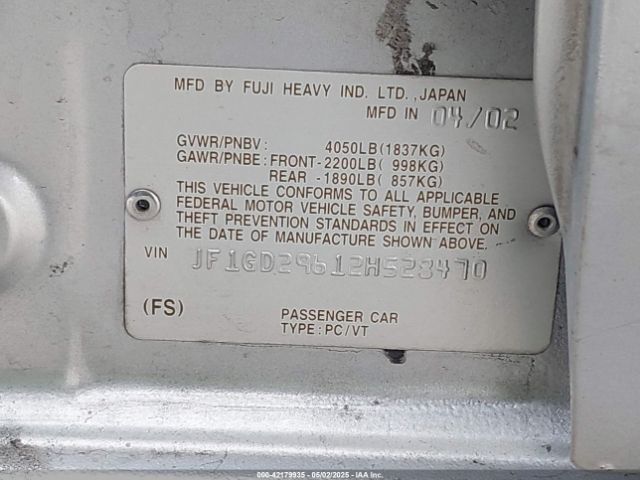 MFD BY FUJI HEAVY IND. LTD.,JAPAN
MFD IN 04/02
GVWR/PNBV: 4050LB(1837KG)
GAWR/PNBE: FRONT-2200LB( 998KG)
REAR -1890LB( 857KG)
THIS VEHICLE CONFORMS TO ALL APPLICABLE
FEDERAL MOTOR VEHICLE SAFETY, BUMPER, AND
THEFT PREVENTION STANDARDS IN EFFECT ON
THE DATE OF MANUFACTURE SHOWN ABOVE.
VIN JF1GD29612H528470
(FS)
PASSENGER CAR
TYPE: PC/VT
000-42179935 - 05/02/2025 - IAA Holdings, LLC